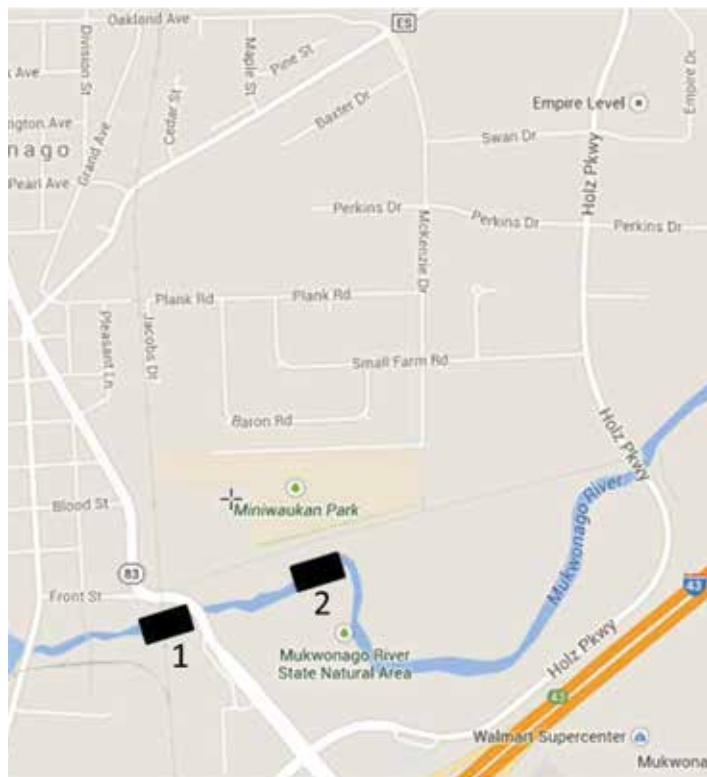 Oakland Ave
ES
Division St
Maple St
Pine St
Ave
Cedar St
Baxter Dr
Empire Level
Empire Dr
ngton Ave
Grand Ave
nago
Swan Dr
Pearl Ave
Holz Pkwy
Perkins Dr
Perkins Dr
Perkins Dr
McKenzie Dr
Plank Rd
Plank Rd
Pleasant Ln
Jacobs Dr
Small Farm Rd
Baron Rd
Holz Pkwy
Blood St
Miniwaukan Park
Mukwonago River
83
Front St
43
1
2
Mukwonago River
State Natural Area
Holz Pkwy
43
Walmart Supercenter
Mukwona